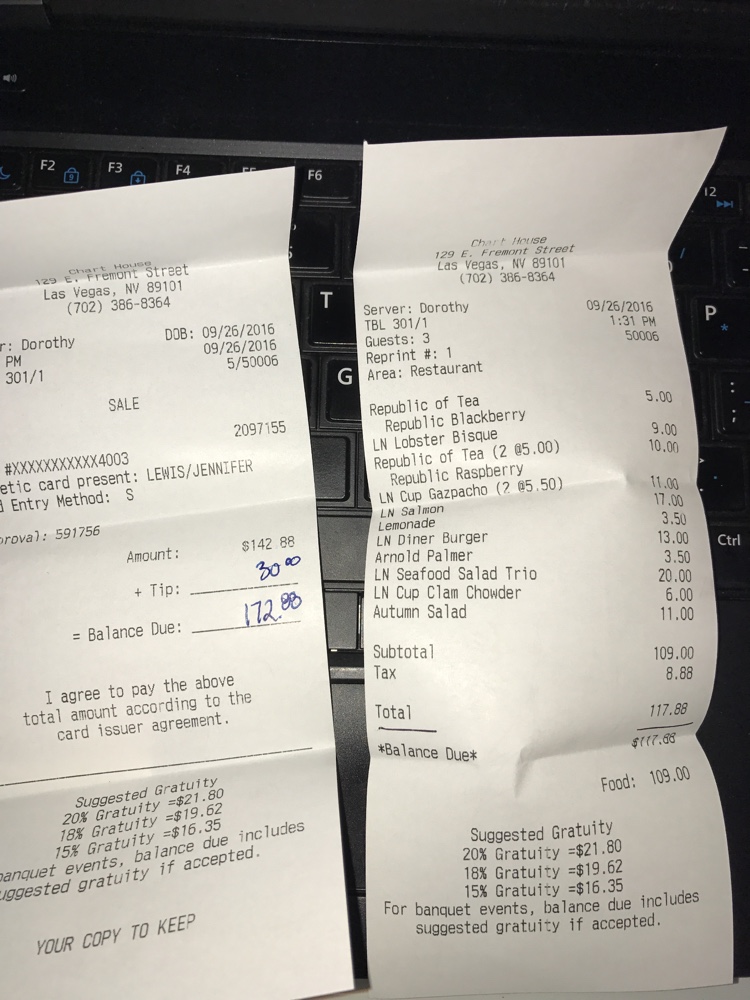 F2
F3
F4
F6
T
G
12
P
*
Ctrl
Chart House
129 E. Fremont Street
Las Vegas, NV 89101
(702) 386-8364
r: Dorothy DOB: 09/26/2016
PM 09/26/2016
301/1 5/50006
SALE
2097155
#XXXXXXXXXXX4003
etic card present: LEWIS/JENNIFER
Entry Method: S
roval: 591756
Amount: $142.88
+ Tip: 30.00
= Balance Due: 172.88
I agree to pay the above
total amount according to the
card issuer agreement.
Suggested Gratuity
20% Gratuity =$21.80
18% Gratuity =$19.62
15% Gratuity =$16.35
banquet events, balance due includes
uggested gratuity if accepted.
YOUR COPY TO KEEP
Chart House
129 E. Fremont Street
Las Vegas, NV 89101
(702) 386-8364
Server: Dorothy 09/26/2016
TBL 301/1 1:31 PM
Guests: 3 50006
Reprint #: 1
Area: Restaurant
Republic of Tea 5.00
Republic Blackberry
LN Lobster Bisque 9.00
Republic of Tea (2 @5.00) 10.00
Republic Raspberry
LN Cup Gazpacho (2 @5.50) 11.00
LN Salmon 17.00
Lemonade 3.50
LN Diner Burger 13.00
Arnold Palmer 3.50
LN Seafood Salad Trio 20.00
LN Cup Clam Chowder 6.00
Autumn Salad 11.00
Subtotal 109.00
Tax 8.88
Total 117.88
*Balance Due* $117.88
Food: 109.00
Suggested Gratuity
20% Gratuity =$21.80
18% Gratuity =$19.62
15% Gratuity =$16.35
For banquet events, balance due includes
suggested gratuity if accepted.